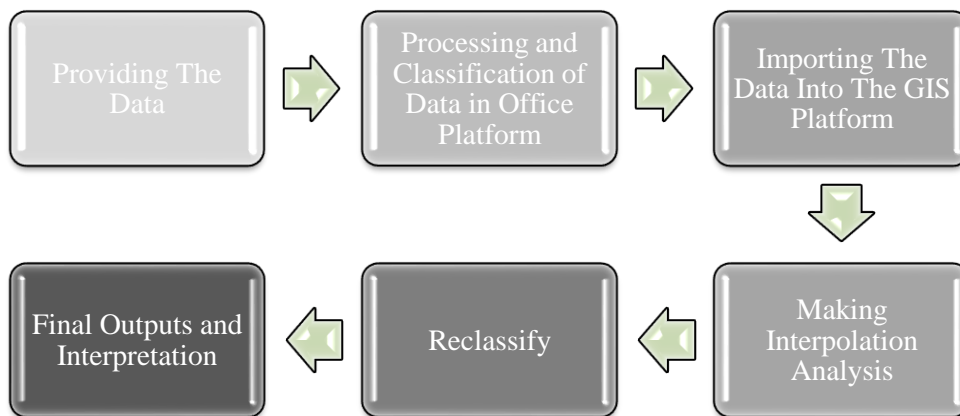 Providing The
Data
Processing and
Classification of
Data in Office
Platform
Importing The
Data Into The GIS
Platform
Making
Interpolation
Analysis
Reclassify
Final Outputs and
Interpretation